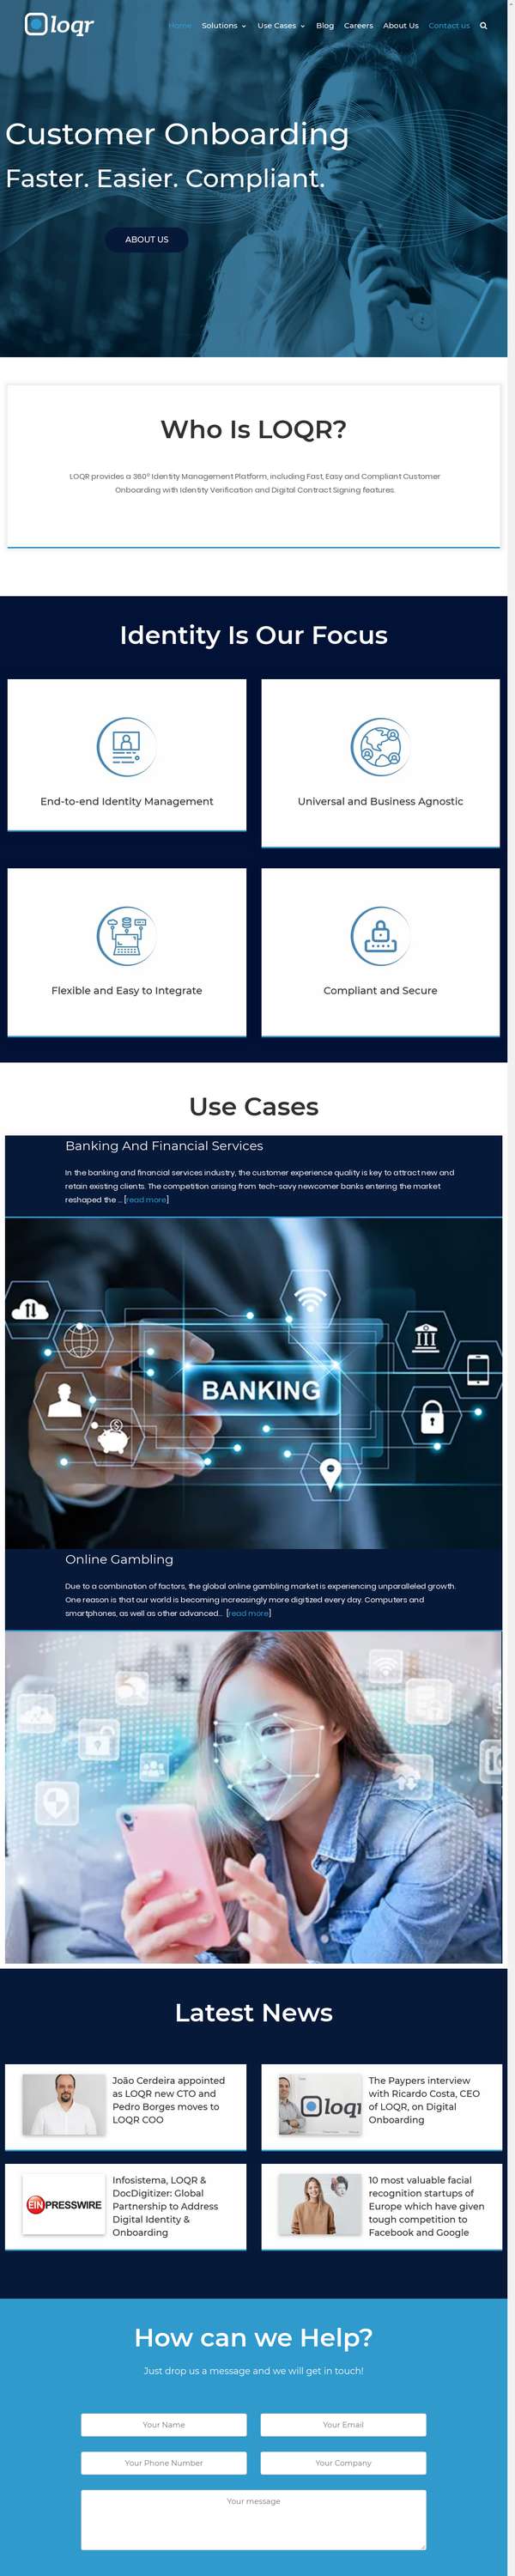 loqr
Home Solutions Use Cases Blog Careers About Us Contact us
Customer Onboarding
Faster. Easier. Compliant.
ABOUT US
Who Is LOQR?
LOQR provides a 360º Identity Management Platform, including Fast, Easy and Compliant Customer
Onboarding with Identity Verification and Digital Contract Signing features.
Identity Is Our Focus
End-to-end Identity Management
Universal and Business Agnostic
Flexible and Easy to Integrate
Compliant and Secure
Use Cases
Banking And Financial Services
In the banking and financial services industry, the customer experience quality is key to attract new and
retain existing clients. The competition arising from tech-savy newcomer banks entering the market
reshaped the ... [read more]
BANKING
Online Gambling
Due to a combination of factors, the global online gambling market is experiencing unparalleled growth.
One reason is that our world is becoming increasingly more digitized every day. Computers and
smartphones, as well as other advanced... [read more]
Latest News
João Cerdeira appointed
as LOQR new CTO and
Pedro Borges moves to
LOQR COO
loqr
The Paypers interview
with Ricardo Costa, CEO
of LOQR, on Digital
Onboarding
EIN PRESSWIRE
Infosistema, LOQR &
DocDigitizer: Global
Partnership to Address
Digital Identity &
Onboarding
10 most valuable facial
recognition startups of
Europe which have given
tough competition to
Facebook and Google
How can we Help?
Just drop us a message and we will get in touch!
Your Name
Your Email
Your Phone Number
Your Company
Your message